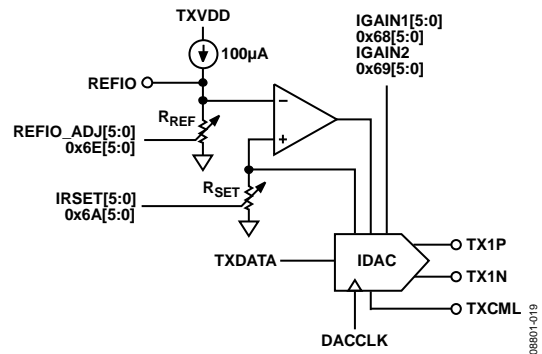 TXVDD
100µA
REFIO
RREF
REFIO_ADJ[5:0]
0x6E[5:0]
IRSET[5:0]
0x6A[5:0]
RSET
–
+
IGAIN1[5:0]
0x68[5:0]
IGAIN2
0x69[5:0]
TXDATA
IDAC
TX1P
TX1N
TXCML
DACCLK
08801-019